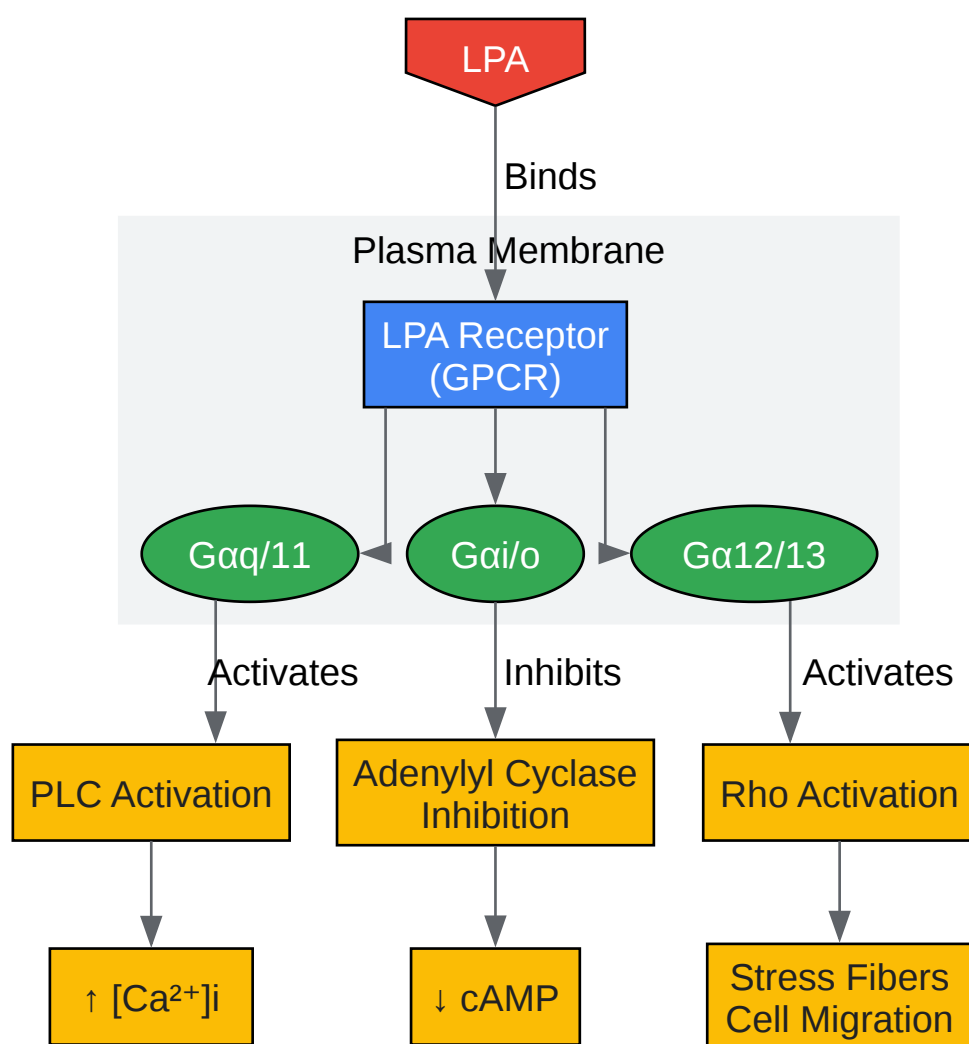 LPA
Binds
Plasma Membrane
LPA Receptor
(GPCR)
Gαq/11
Gαi/o
Gα12/13
Activates
Inhibits
Activates
PLC Activation
Adenylyl Cyclase
Inhibition
Rho Activation
↑ [Ca²⁺]i
↓ cAMP
Stress Fibers
Cell Migration